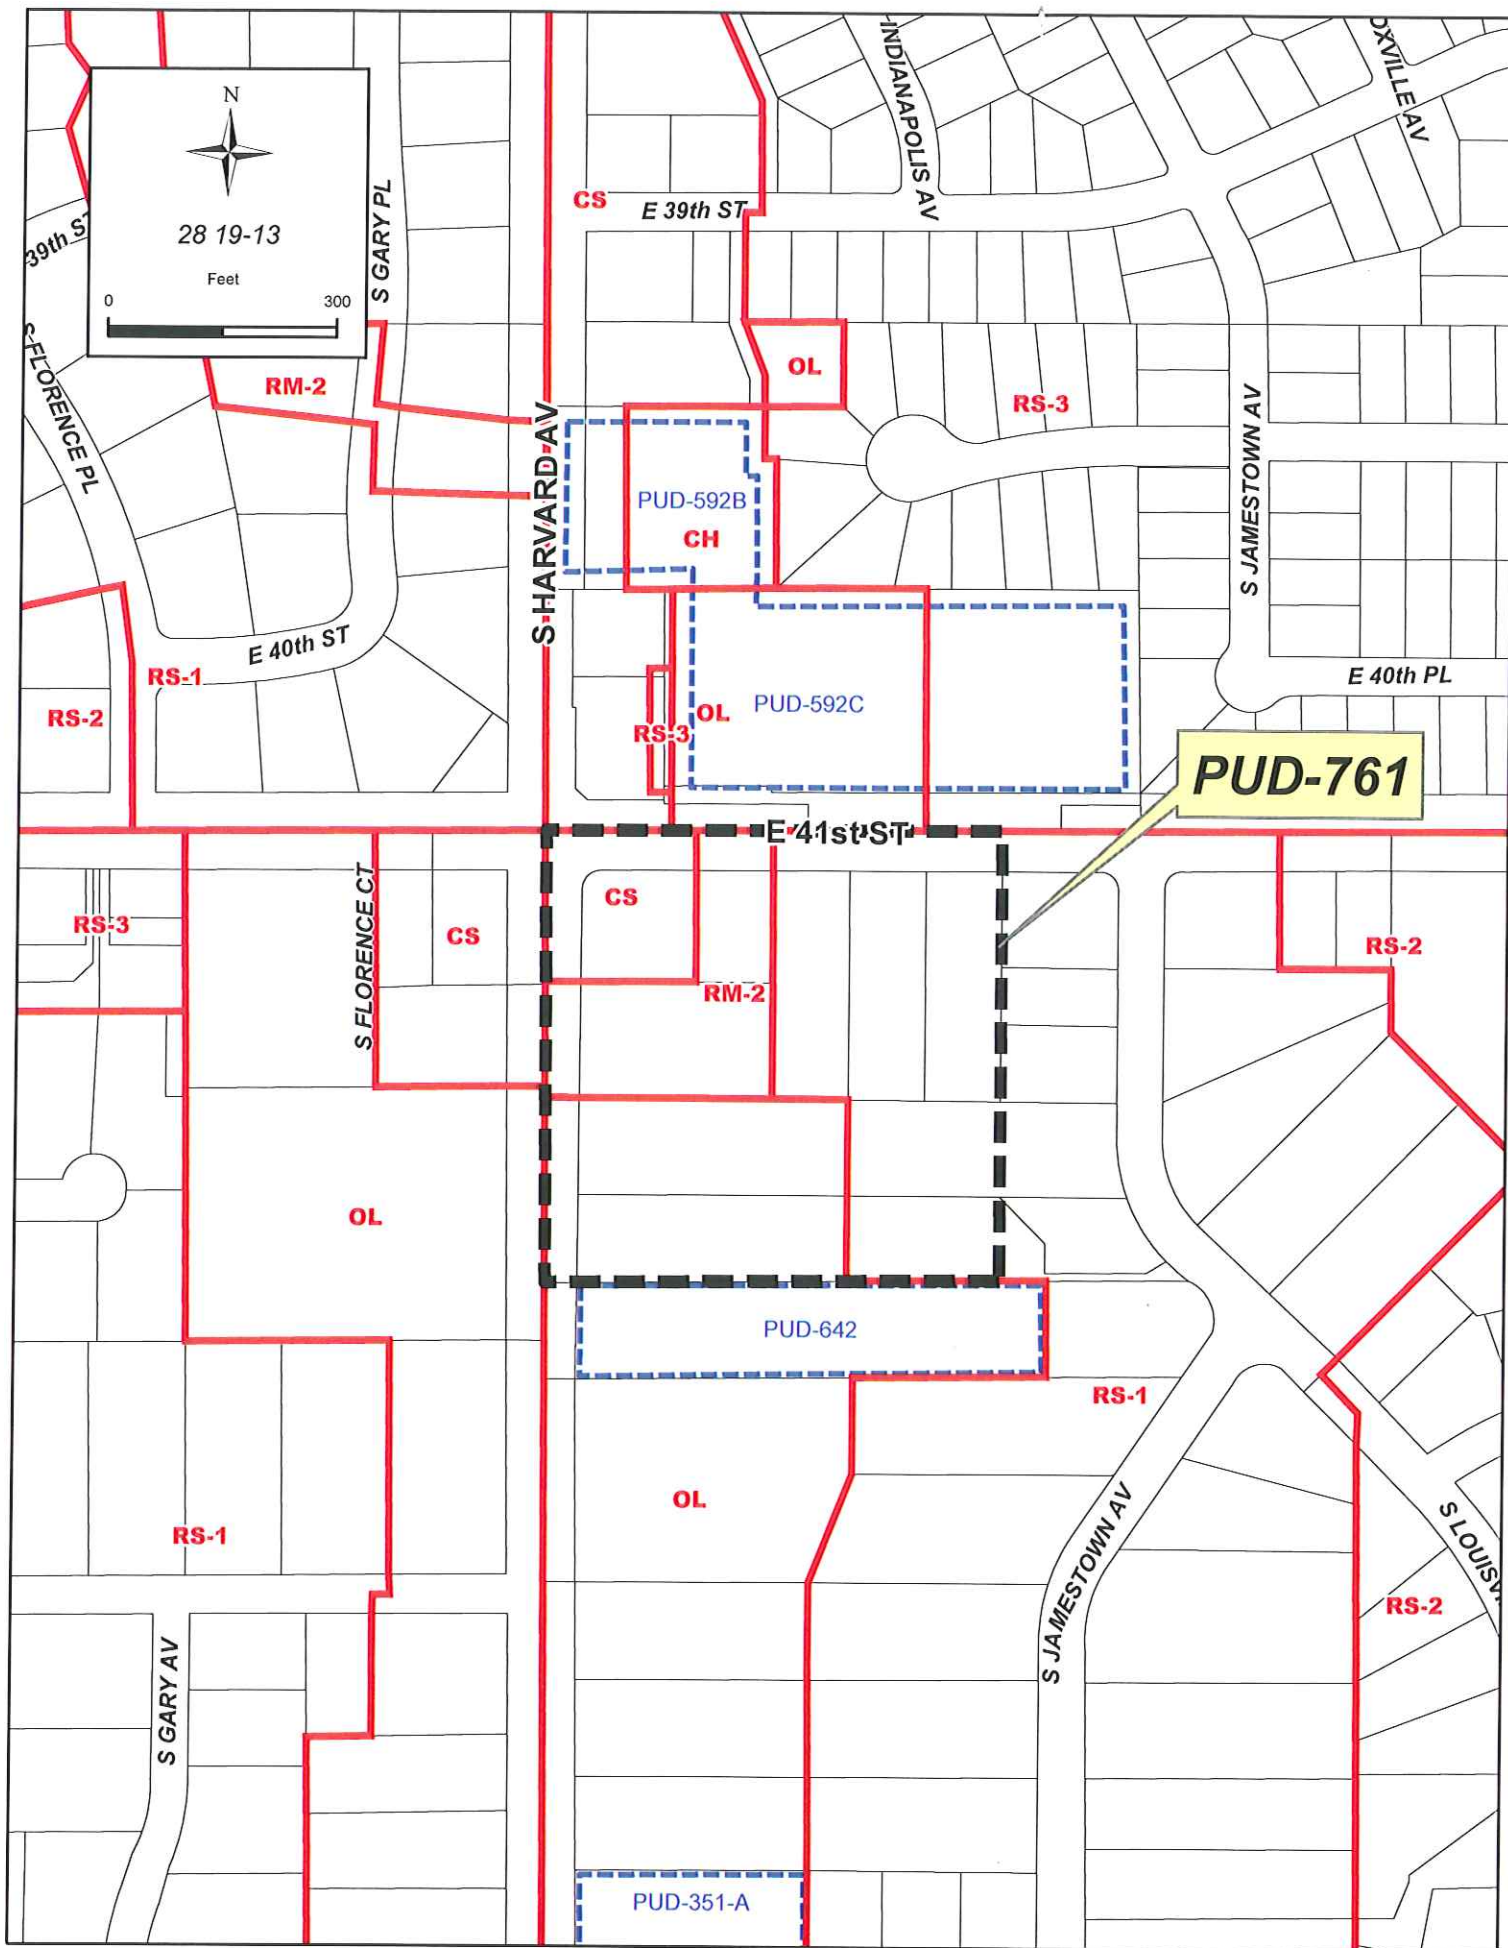 INDIANAPOLIS AV
OXVILLE AV
N
28 19-13
Feet
0 300
S GARY PL
CS
E 39th ST
39th ST
S FLORENCE PL
RM-2
OL
RS-3
S HARVARD AV
S JAMESTOWN AV
PUD-592B
CH
E 40th ST
RS-1
RS-2
E 40th PL
PUD-592C
OL
RS-3
PUD-761
E 41st ST
CS
RS-3
S FLORENCE CT
CS
RS-2
RM-2
OL
PUD-642
RS-1
OL
RS-1
S JAMESTOWN AV
S LOUISV
RS-2
S GARY AV
PUD-351-A